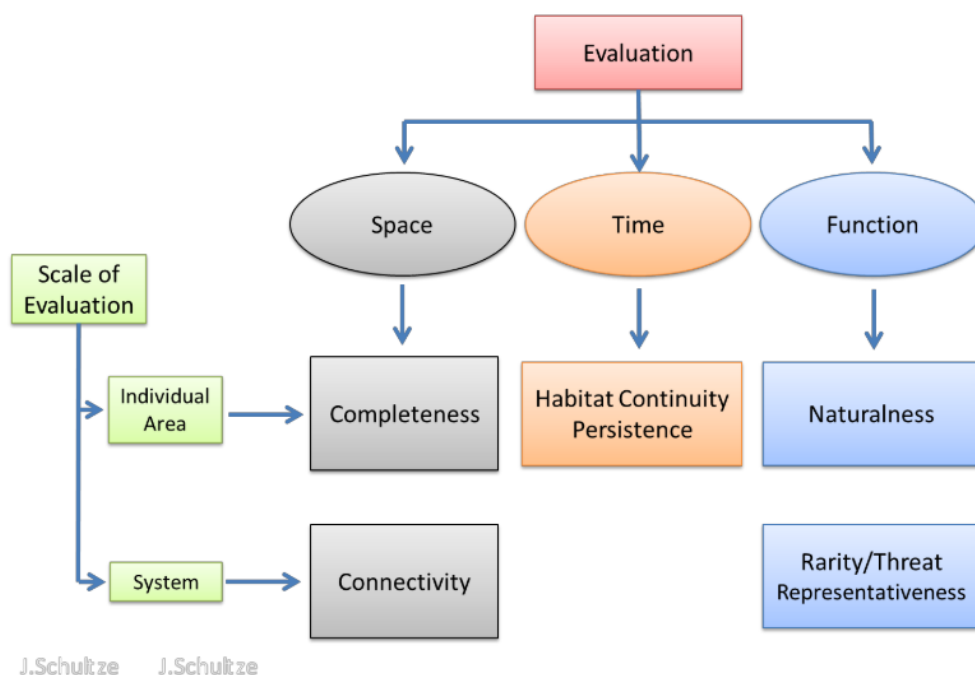 Evaluation
Space
Time
Function
Scale of
Evaluation
Individual
Area
Completeness
Habitat Continuity
Persistence
Naturalness
System
Connectivity
Rarity/Threat
Representativeness
J.Schultze J.Schultze